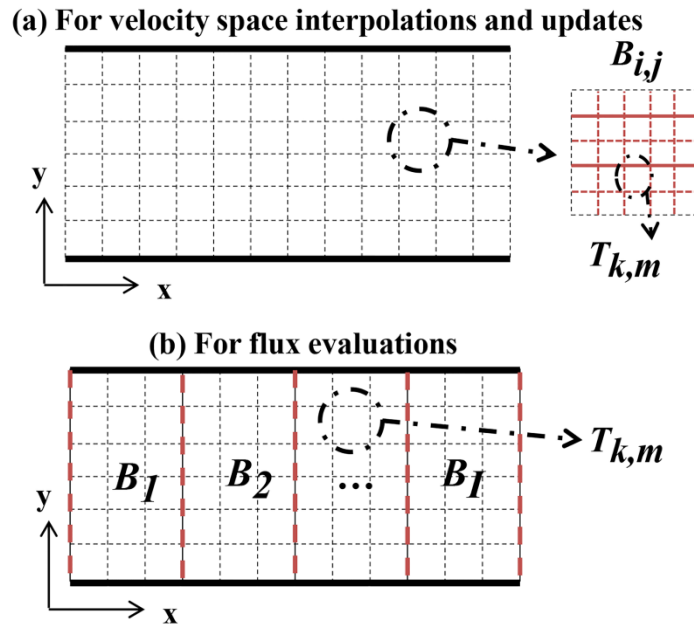 (a) For velocity space interpolations and updates
B_{i,j}
y
x
T_{k,m}
(b) For flux evaluations
T_{k,m}
B_1 B_2 ... B_I
y
x